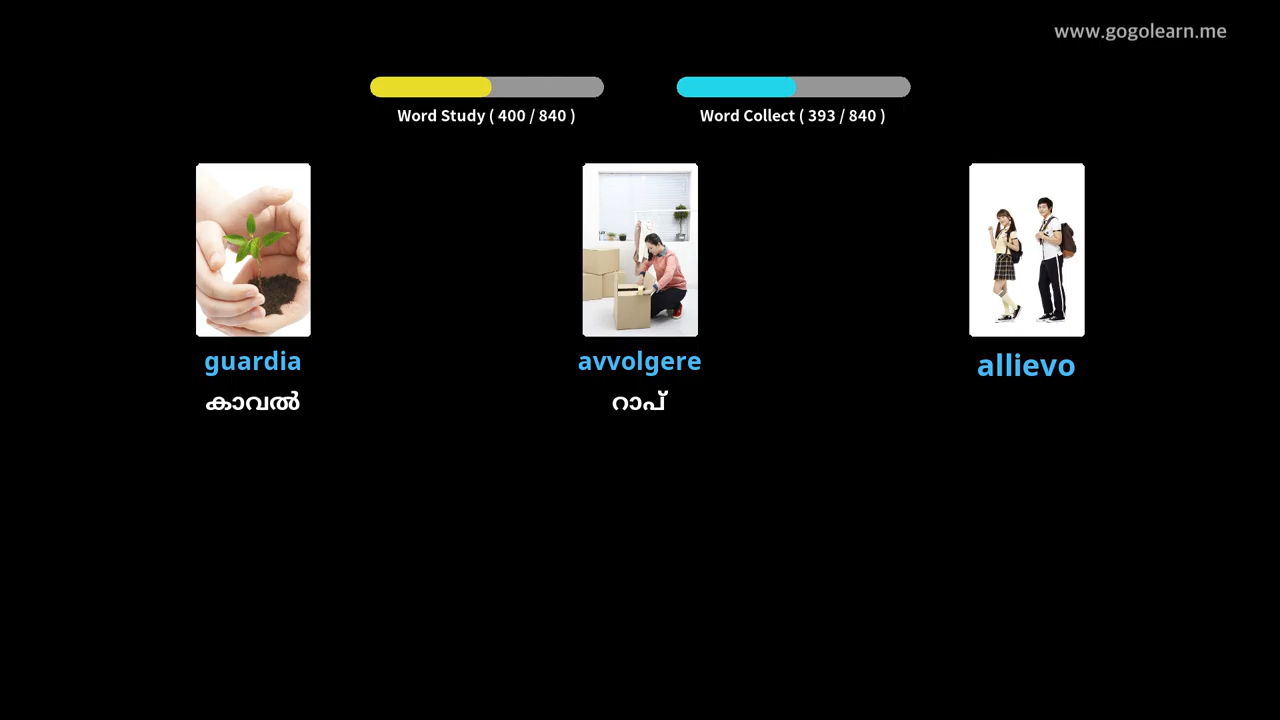 www.gogolearn.me
Word Study ( 400 / 840 )
Word Collect ( 393 / 840 )
guardia
avvolgere
allievo
കാവൽ
റാപ്